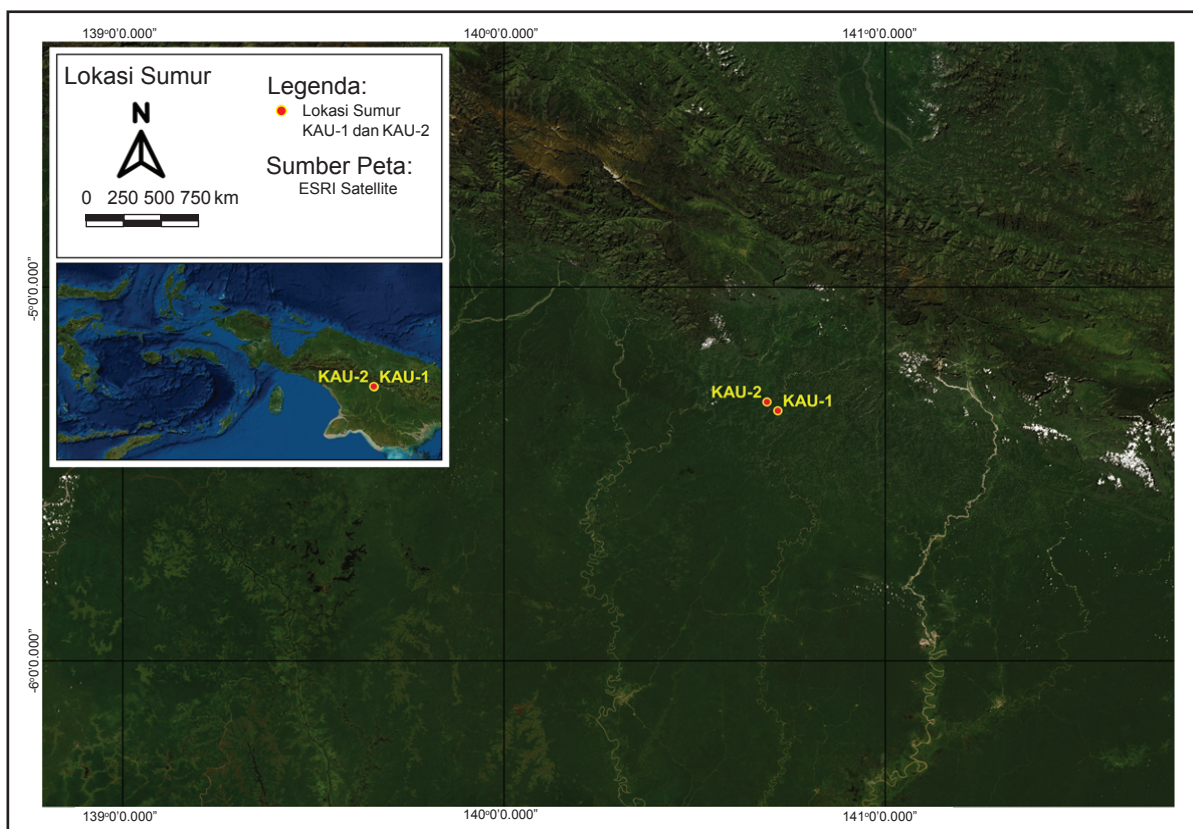 139°0'0.000"
140°0'0.000"
141°0'0.000"
Lokasi Sumur
N
0 250 500 750 km
Legenda:
Lokasi Sumur
KAU-1 dan KAU-2
Sumber Peta:
ESRI Satellite
KAU-2 KAU-1
-5°0'0.000"
KAU-2
KAU-1
-6°0'0.000"
139°0'0.000"
140°0'0.000"
141°0'0.000"